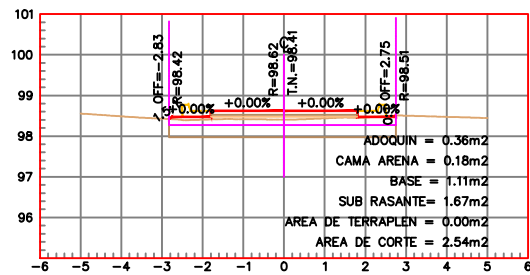 101
100
99
98
97
96
95
OFF=-2.83
R=98.42
R=98.62
T.N.=98.41
OFF=2.75
R=98.51
+0.00%
+0.00%
+0.00%
+0.00%
ADOQUIN = 0.36m2
CAMA ARENA = 0.18m2
BASE = 1.11m2
SUB RASANTE= 1.67m2
AREA DE TERRAPLEN = 0.00m2
AREA DE CORTE = 2.54m2
-6 -5 -4 -3 -2 -1 0 1 2 3 4 5 6